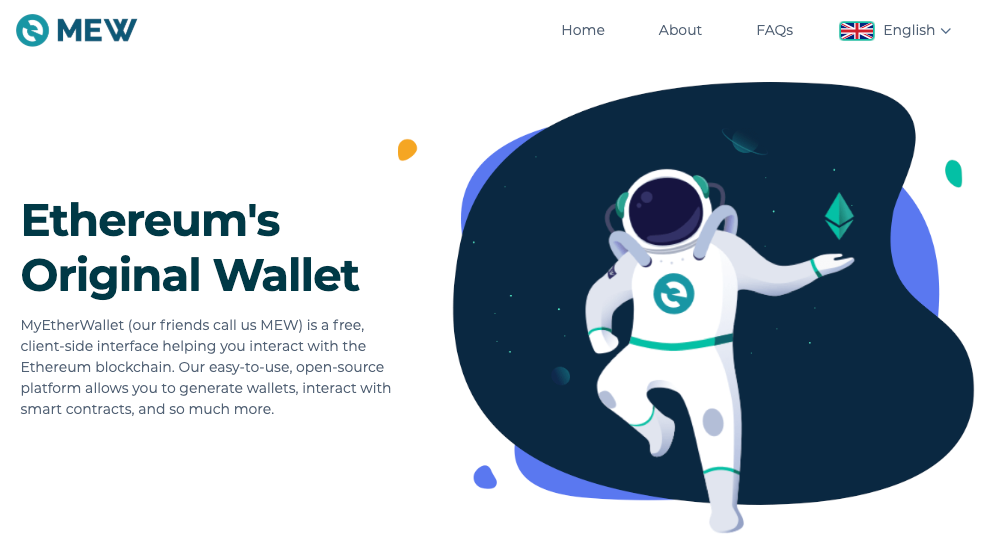 MEW
Home About FAQs English
Ethereum's
Original Wallet
MyEtherWallet (our friends call us MEW) is a free,
client-side interface helping you interact with the
Ethereum blockchain. Our easy-to-use, open-source
platform allows you to generate wallets, interact with
smart contracts, and so much more.